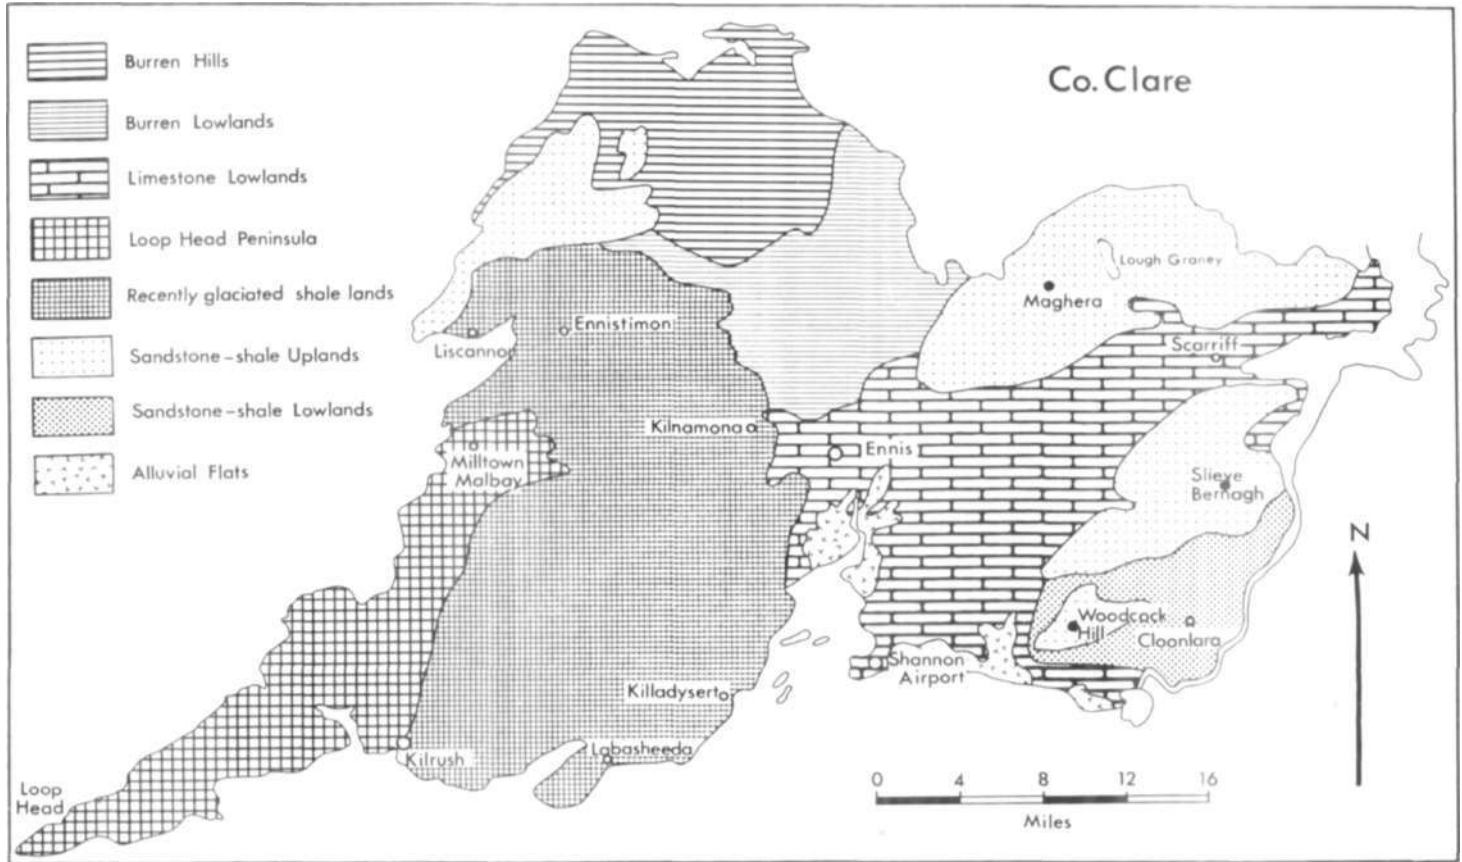 Burren Hills
Burren Lowlands
Limestone Lowlands
Loop Head Peninsula
Recently glaciated shale lands
Sandstone-shale Uplands
Sandstone-shale Lowlands
Alluvial Flats
Co. Clare
Lough Graney
Maghera
Ennistimon
Liscannor
Scarriff
Kilnamona
Ennis
Milltown
Malbay
Slieve
Bernagh
N
Woodcock
Hill
Cloonlara
Shannon
Airport
Killadysert
Labasheeda
Kilrush
Loop
Head
0 4 8 12 16
Miles